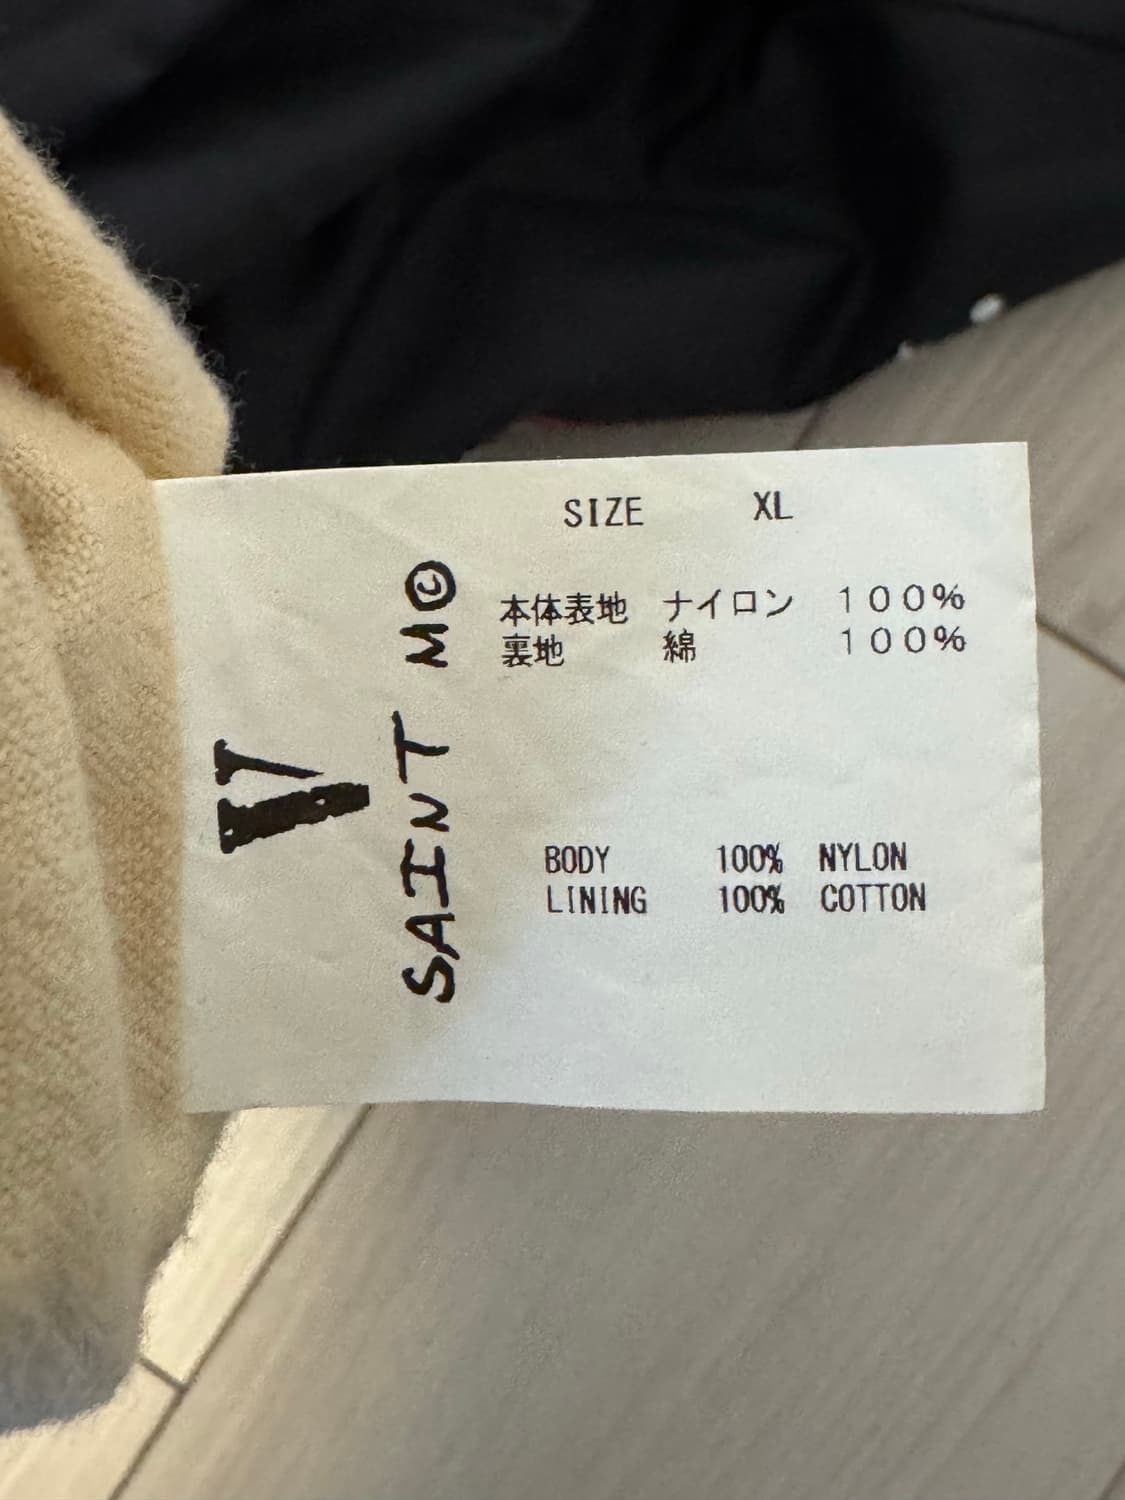 SIZE XL
本体表地 ナイロン 100%
裏地 綿 100%
BODY 100% NYLON
LINING 100% COTTON
V
SAINT M©